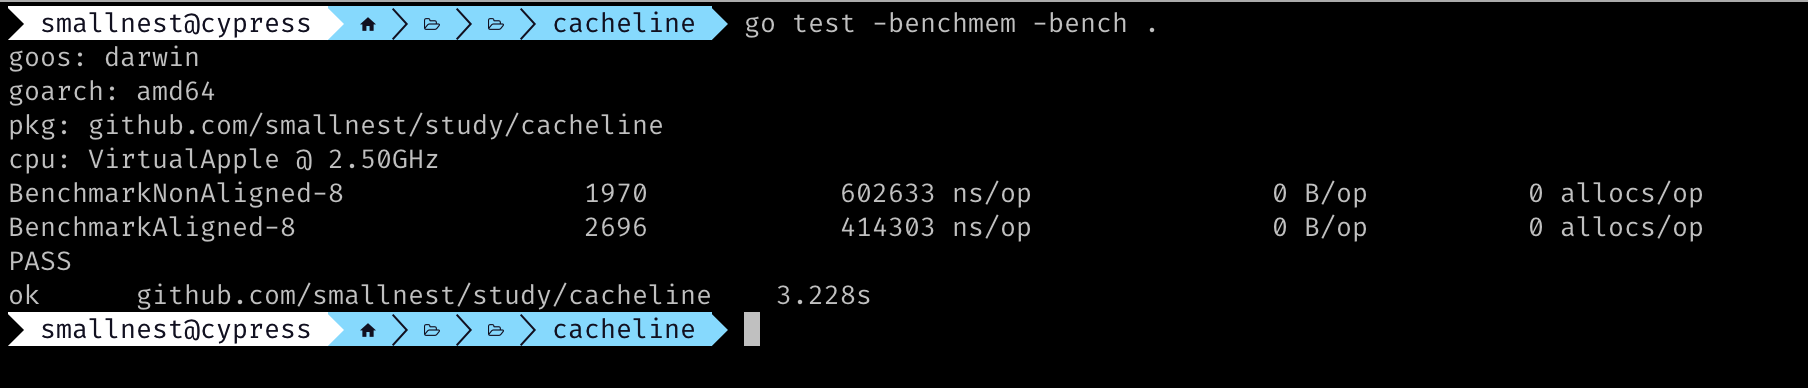 smallnest@cypress cacheline go test -benchmem -bench .
goos: darwin
goarch: amd64
pkg: github.com/smallnest/study/cacheline
cpu: VirtualApple @ 2.50GHz
BenchmarkNonAligned-8 1970 602633 ns/op 0 B/op 0 allocs/op
BenchmarkAligned-8 2696 414303 ns/op 0 B/op 0 allocs/op
PASS
ok github.com/smallnest/study/cacheline 3.228s
smallnest@cypress cacheline